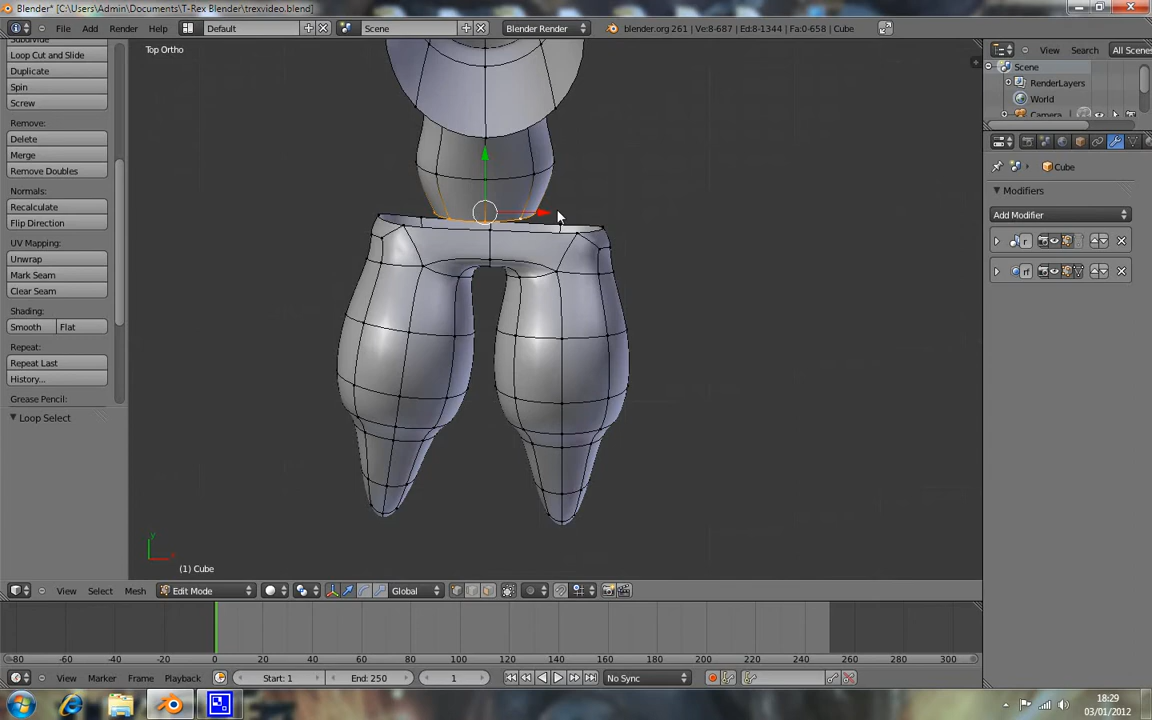 Blender* [C:\Users\Admin\Documents\T-Rex Blender\trexvideo.blend]
File Add Render Help Default Scene Blender Render blender.org 261 | Ve:8-687 | Ed:8-1344 | Fa:0-658 | Cube View Search All Scenes
Subdivide
Loop Cut and Slide
Duplicate
Spin
Screw
Remove:
Delete
Merge
Remove Doubles
Normals:
Recalculate
Flip Direction
UV Mapping:
Unwrap
Mark Seam
Clear Seam
Shading:
Smooth Flat
Repeat:
Repeat Last
History...
Grease Pencil:
Loop Select
Top Ortho
y
x
(1) Cube
Scene
RenderLayers
World
Camera
Cube
Modifiers
Add Modifier
r
rf
View Select Mesh Edit Mode Global
-80 -60 -40 -20 0 20 40 60 80 100 120 140 160 180 200 220 240 260 280 300
View Marker Frame Playback Start: 1 End: 250 1 No Sync
18:29
03/01/2012